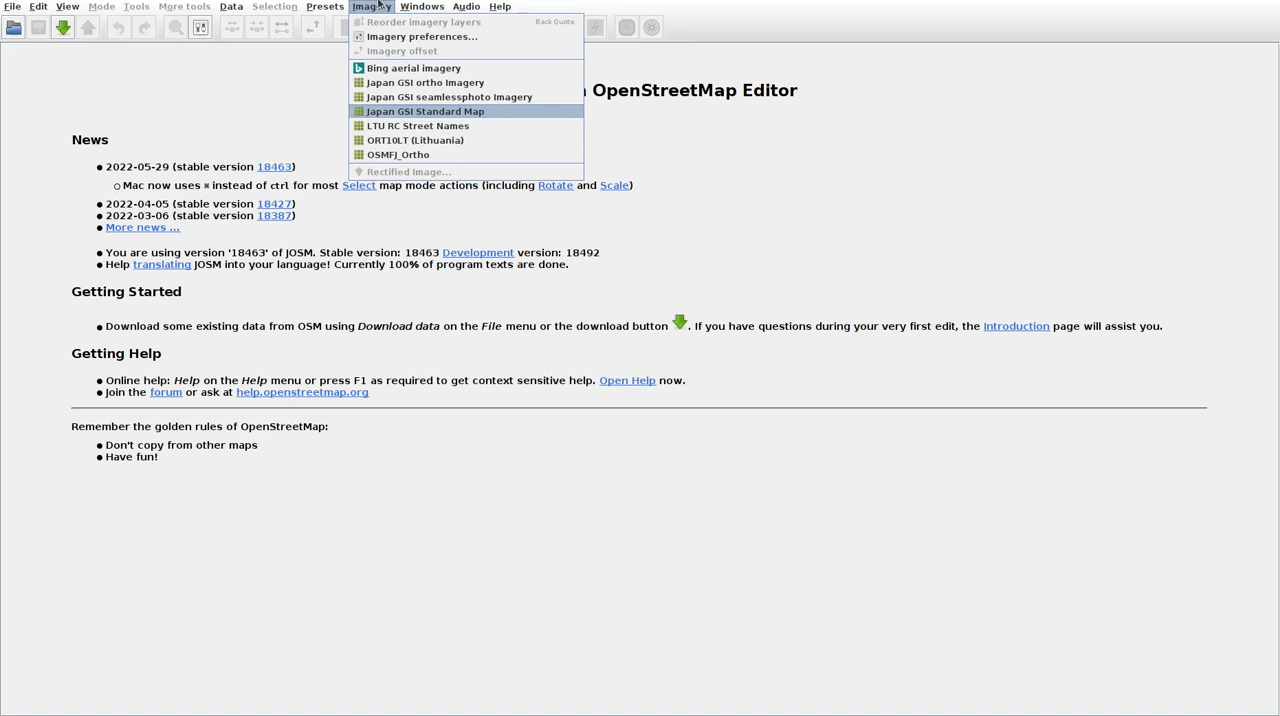 File Edit View Mode Tools More tools Data Selection Presets Imagery Windows Audio Help
Reorder imagery layers Back Quote
Imagery preferences...
Imagery offset
Bing aerial imagery
Japan GSI ortho Imagery
Japan GSI seamlessphoto Imagery
Japan GSI Standard Map
LTU RC Street Names
ORT10LT (Lithuania)
OSMFJ_Ortho
Rectified Image...
OpenStreetMap Editor
News
2022-05-29 (stable version 18463)
Mac now uses ⌘ instead of ctrl for most Select map mode actions (including Rotate and Scale)
2022-04-05 (stable version 18427)
2022-03-06 (stable version 18387)
More news ...
You are using version '18463' of JOSM. Stable version: 18463 Development version: 18492
Help translating JOSM into your language! Currently 100% of program texts are done.
Getting Started
Download some existing data from OSM using Download data on the File menu or the download button . If you have questions during your very first edit, the Introduction page will assist you.
Getting Help
Online help: Help on the Help menu or press F1 as required to get context sensitive help. Open Help now.
Join the forum or ask at help.openstreetmap.org
Remember the golden rules of OpenStreetMap:
Don't copy from other maps
Have fun!